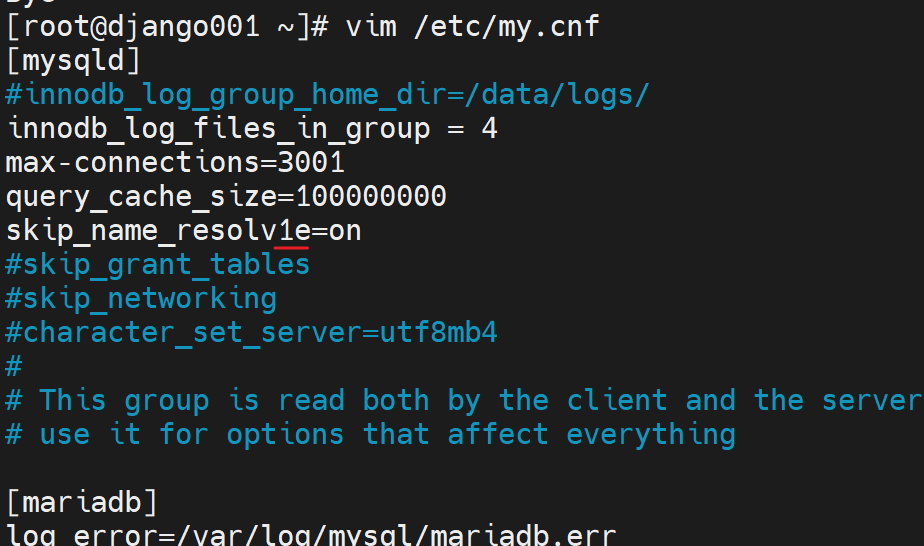 [root@django001 ~]# vim /etc/my.cnf
[mysqld]
#innodb_log_group_home_dir=/data/logs/
innodb_log_files_in_group = 4
max-connections=3001
query_cache_size=100000000
skip_name_resolv1e=on
#skip_grant_tables
#skip_networking
#character_set_server=utf8mb4
#
# This group is read both by the client and the server
# use it for options that affect everything
[mariadb]
log_error=/var/log/mysql/mariadb.err